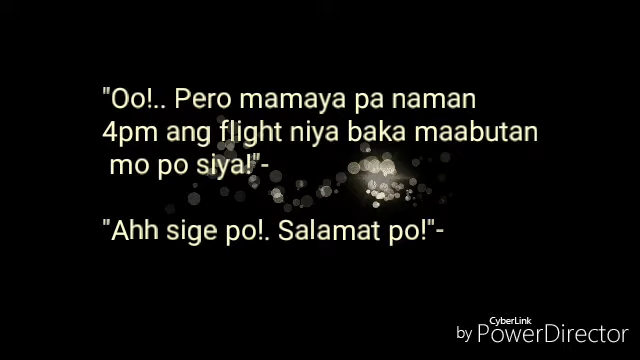 "Oo!.. Pero mamaya pa naman
4pm ang flight niya baka maabutan
mo po siya!"-
"Ahh sige po!. Salamat po!"-
CyberLink
by PowerDirector